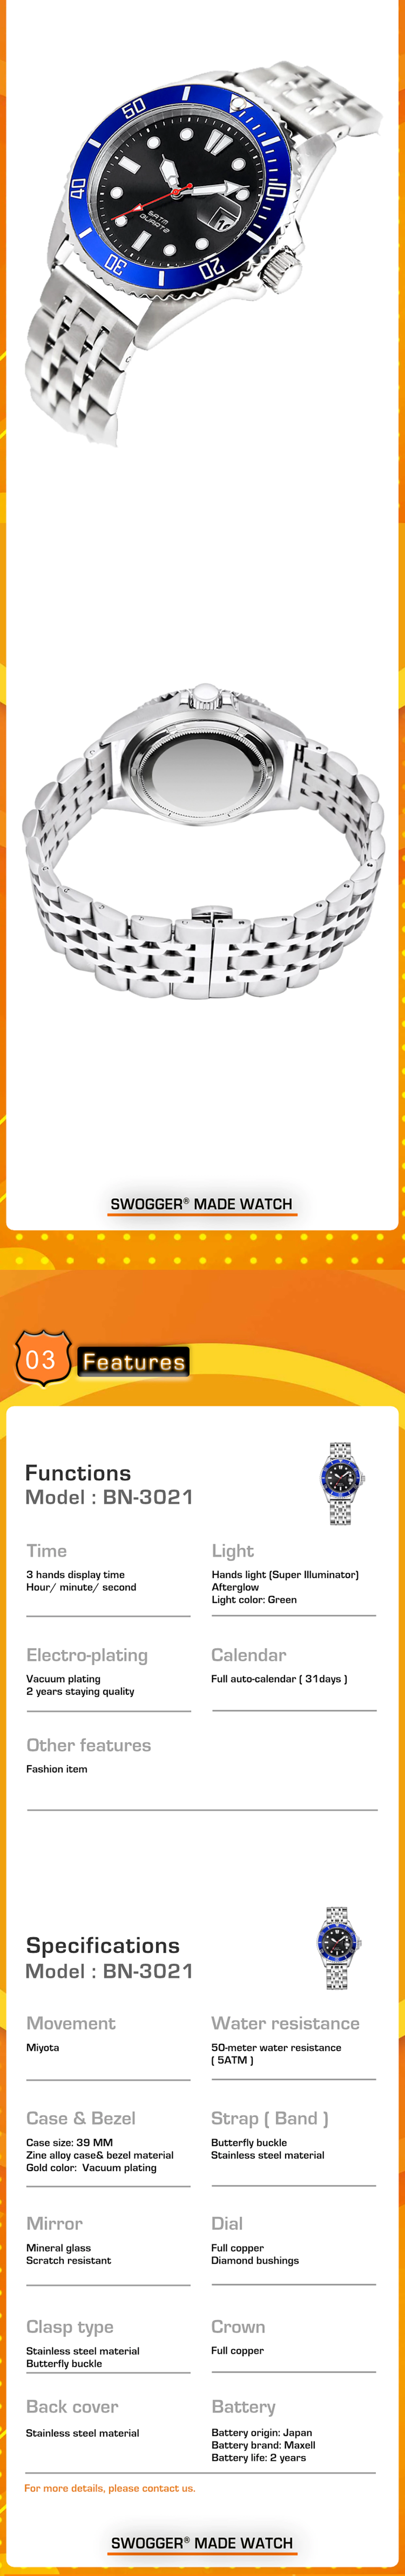 50
10
40
5ATM
QUARTZ
30
20
SWOGGER® MADE WATCH
03
Features
Functions
Model : BN-3021
Time
3 hands display time
Hour/ minute/ second
Light
Hands light (Super Illuminator)
Afterglow
Light color: Green
Electro-plating
Vacuum plating
2 years staying quality
Calendar
Full auto-calendar ( 31days )
Other features
Fashion item
Specifications
Model : BN-3021
Movement
Miyota
Water resistance
50-meter water resistance
( 5ATM )
Case & Bezel
Case size: 39 MM
Zine alloy case& bezel material
Gold color: Vacuum plating
Strap ( Band )
Butterfly buckle
Stainless steel material
Mirror
Mineral glass
Scratch resistant
Dial
Full copper
Diamond bushings
Clasp type
Stainless steel material
Butterfly buckle
Crown
Full copper
Back cover
Stainless steel material
Battery
Battery origin: Japan
Battery brand: Maxell
Battery life: 2 years
For more details, please contact us.
SWOGGER® MADE WATCH